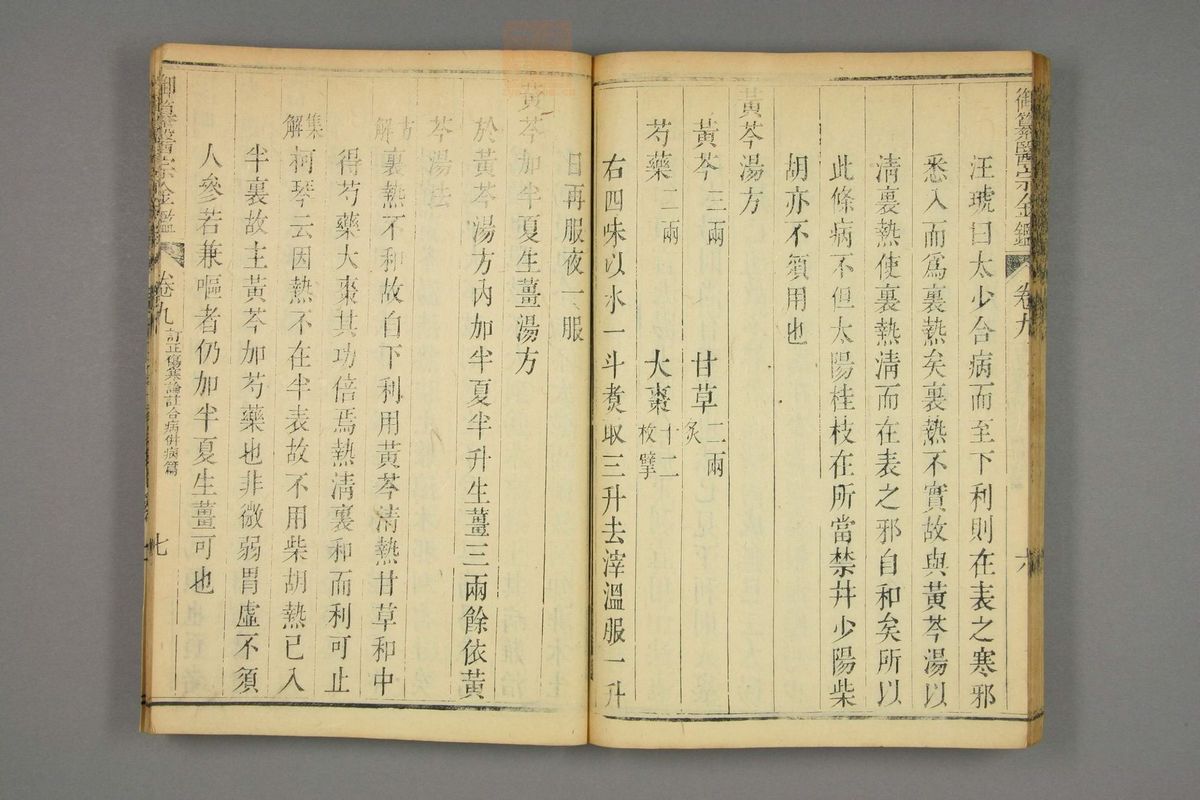 御纂醫宗金鑑 卷九 六
汪琥曰太少合病而至下利則在表之寒邪
悉入而爲裏熱矣裏熱不實故與黃芩湯以
淸裏熱使裏熱淸而在表之邪自和矣所以
此條病不但太陽桂枝在所當禁幷少陽柴
胡亦不須用也
黃芩湯方
黃芩三兩 甘草二兩炙
芍藥二兩 大棗十二枚擘
右四味以水一斗煑取三升去滓溫服一升
日再服夜一服
黃芩加半夏生薑湯方
於黃芩湯方內加半夏半升生薑三兩餘依黃
芩湯法
方解
裏熱不和故自下利用黃芩淸熱甘草和中
得芍藥大棗其功倍焉熱淸裏和而利可止
集解
柯琴云因熱不在半表故不用柴胡熱已入
半裏故主黃芩加芍藥也非微弱胃虛不須
人參若兼嘔者仍加半夏生薑可也
御纂醫宗金鑑 卷九 訂正傷寒論註合病併病篇 七